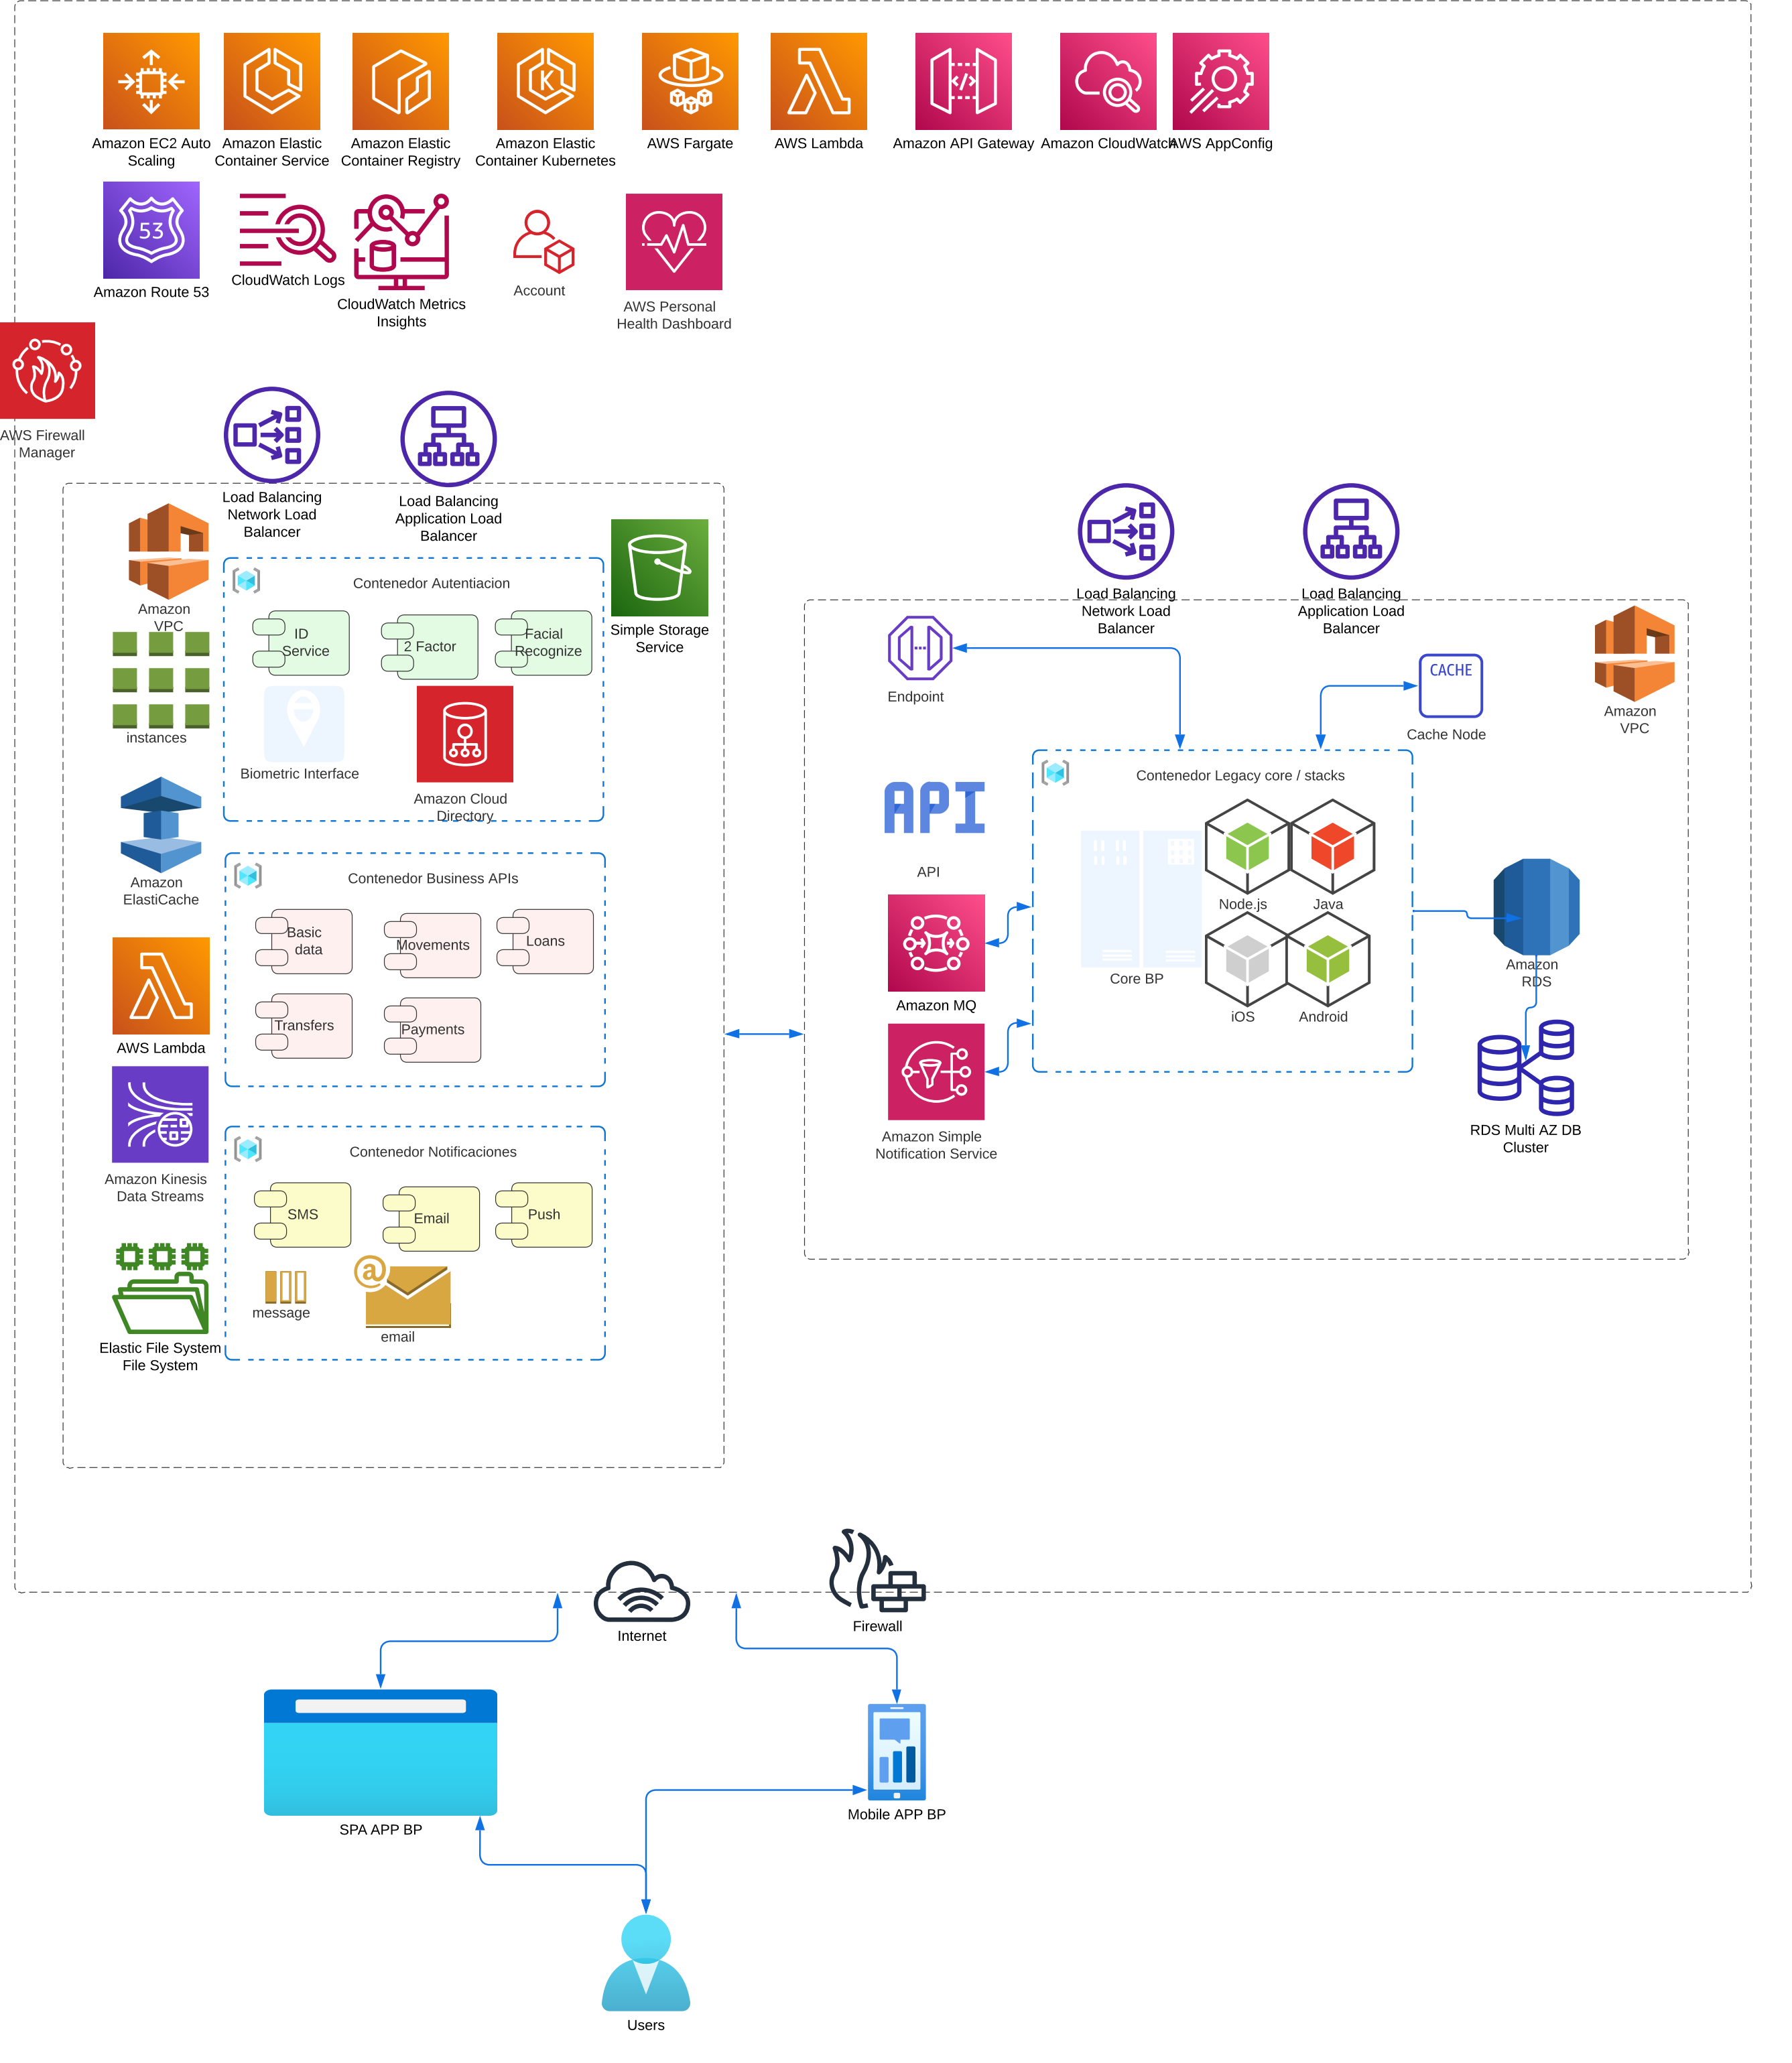 Amazon EC2 Auto
Scaling
Amazon Elastic
Container Service
Amazon Elastic
Container Registry
Amazon Elastic
Container Kubernetes
AWS Fargate
AWS Lambda
Amazon API Gateway
Amazon CloudWatch
AWS AppConfig
53
Amazon Route 53
CloudWatch Logs
CloudWatch Metrics
Insights
Account
AWS Personal
Health Dashboard
AWS Firewall
Manager
Load Balancing
Network Load
Balancer
Load Balancing
Application Load
Balancer
Amazon
VPC
instances
Amazon
ElastiCache
AWS Lambda
Amazon Kinesis
Data Streams
Elastic File System
File System
Simple Storage
Service
Contenedor Autentiacion
ID
Service
2 Factor
Facial
Recognize
Biometric Interface
Amazon Cloud
Directory
Contenedor Business APIs
Basic
data
Movements
Loans
Transfers
Payments
Contenedor Notificaciones
SMS
Email
Push
message
@
email
Load Balancing
Network Load
Balancer
Load Balancing
Application Load
Balancer
Amazon
VPC
Endpoint
CACHE
Cache Node
API
API
Amazon MQ
Amazon Simple
Notification Service
Contenedor Legacy core / stacks
Core BP
Node.js
Java
iOS
Android
Amazon
RDS
RDS Multi AZ DB
Cluster
Internet
Firewall
SPA APP BP
Mobile APP BP
Users